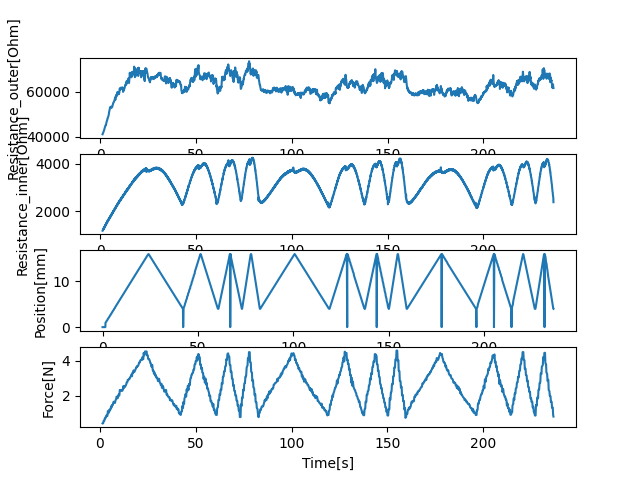 Resistance_outer[Ohm]
60000
40000
0 50 100 150 200
Resistance_inner[Ohm]
4000
2000
0 50 100 150 200
Position[mm]
10
0
0 50 100 150 200
Force[N]
4
2
0 50 100 150 200
Time[s]